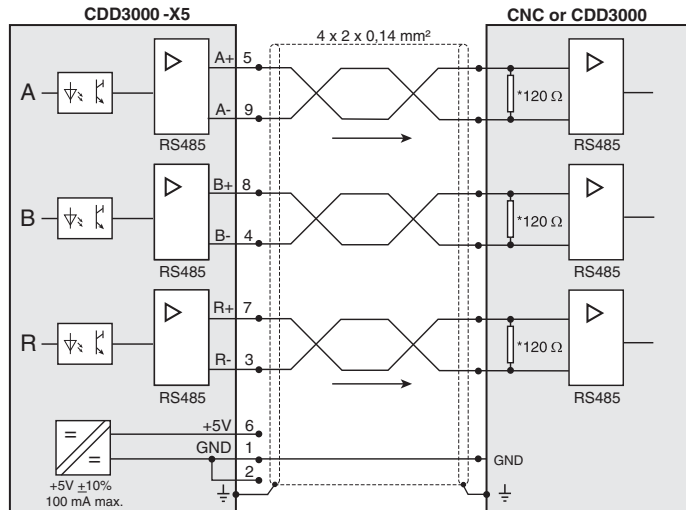 CDD3000 -X5
CNC or CDD3000
4 x 2 x 0,14 mm²
A
A+ 5
A- 9
RS485
*120 Ω
RS485
B
B+ 8
B- 4
RS485
*120 Ω
RS485
R
R+ 7
R- 3
RS485
*120 Ω
RS485
+5V 6
GND 1
GND
2
+5V ±10%
100 mA max.